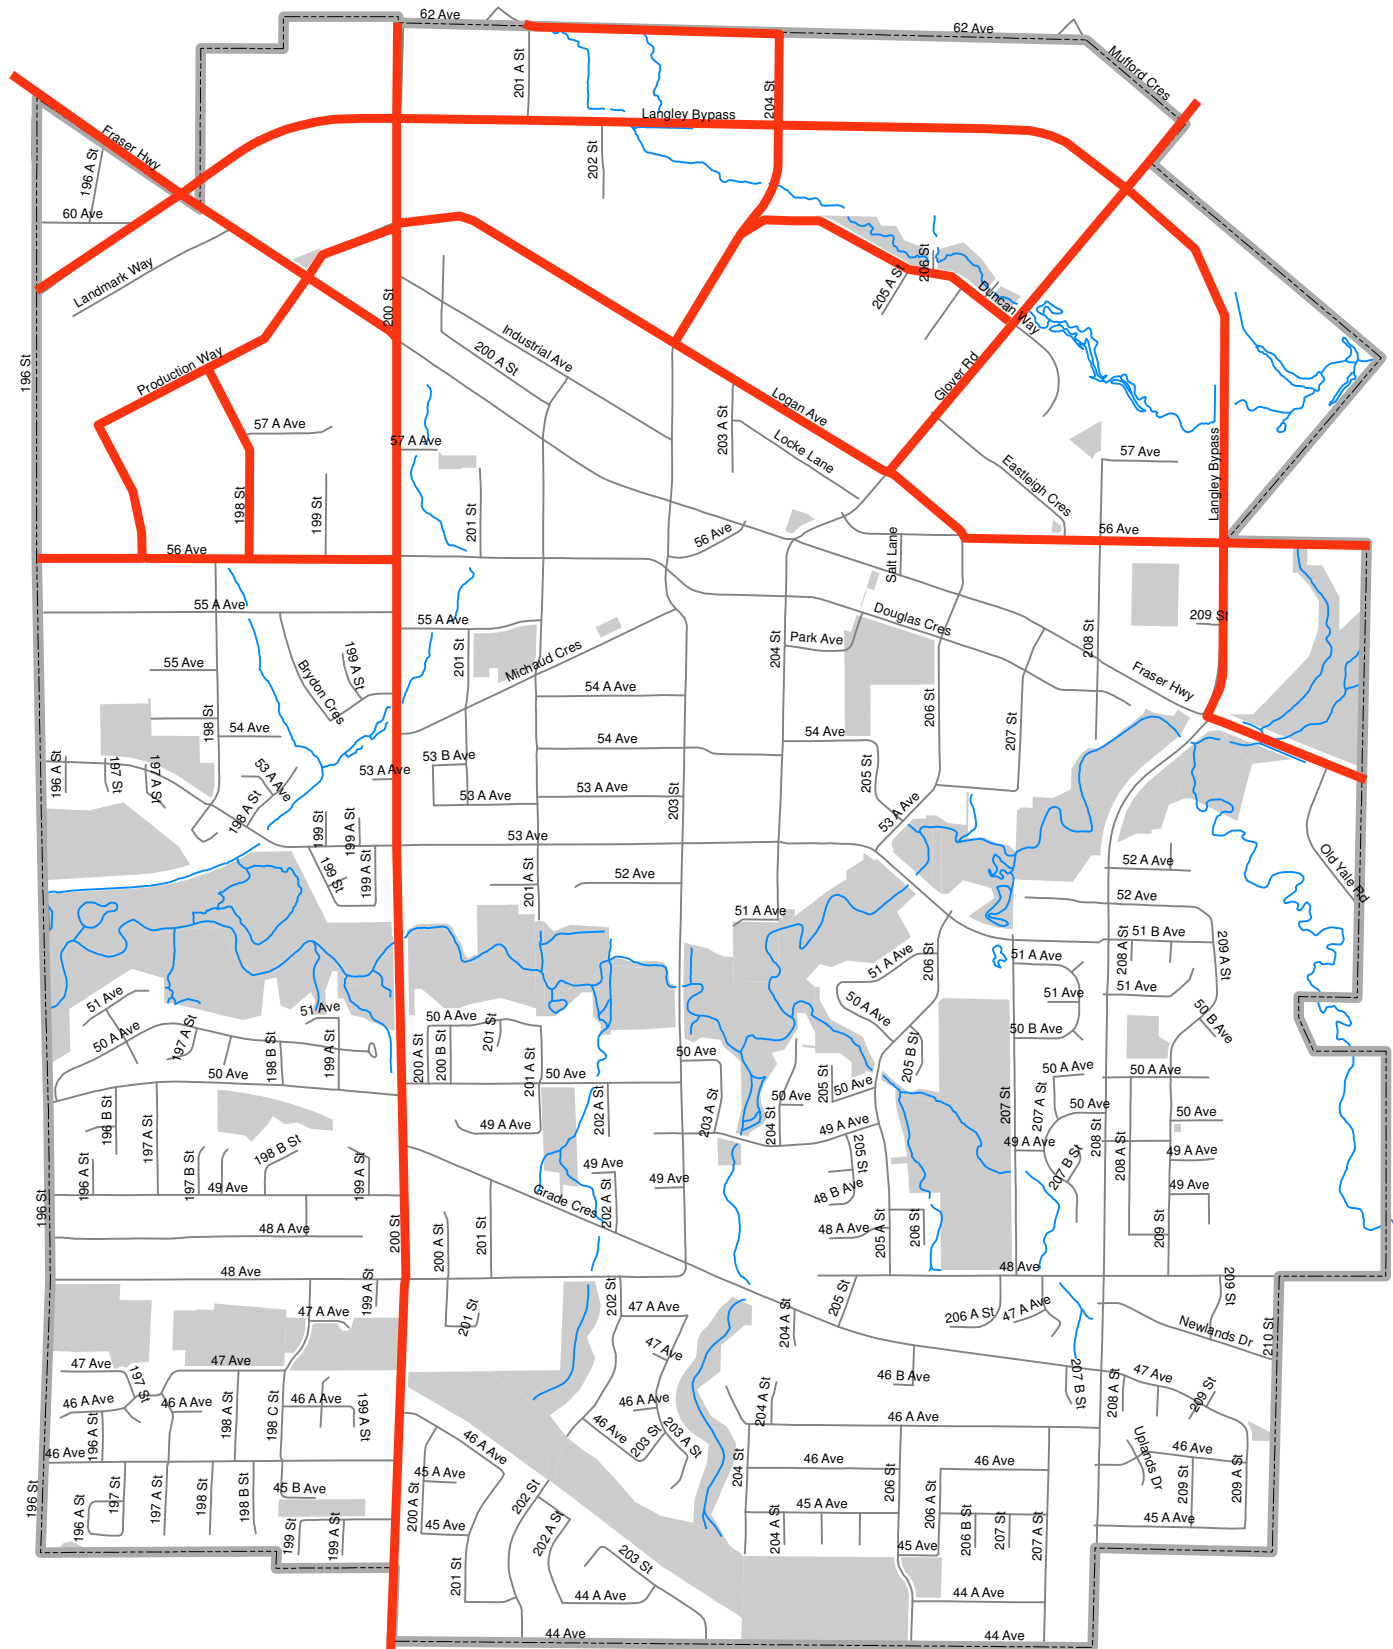 62 Ave
62 Ave
Mufford Cres
201 A St
204 St
Langley Bypass
Fraser Hwy
196 A St
202 St
60 Ave
Landmark Way
206 St
205 A St
Duncan Way
200 St
Industrial Ave
200 A St
196 St
Production Way
Glover Rd
Logan Ave
203 A St
Locke Lane
57 A Ave
57 A Ave
57 Ave
Langley Bypass
Eastleigh Cres
198 St
199 St
201 St
56 Ave
56 Ave
56 Ave
Salt Lane
55 A Ave
55 A Ave
Douglas Cres
209 St
Park Ave
204 St
208 St
201 St
Michaud Cres
199 A St
55 Ave
Brydon Cres
Fraser Hwy
54 A Ave
206 St
207 St
198 St
54 Ave
54 Ave
54 Ave
53 B Ave
53 A Ave
53 A Ave
196 A St
197 St
197 A St
53 A Ave
53 A Ave
205 St
203 St
53 A Ave
198 A St
199 St
199 A St
53 Ave
Old Yale Rd
52 A Ave
199 St
199 A St
201 A St
52 Ave
52 Ave
51 A Ave
51 B Ave
208 A St
209 A St
206 St
51 A Ave
51 A Ave
51 Ave
51 Ave
51 Ave
51 Ave
50 A Ave
50 B Ave
50 A Ave
50 B Ave
50 A Ave
197 A St
198 B St
199 A St
200 A St
200 B St
201 St
205 B St
50 Ave
50 Ave
50 Ave
201 A St
50 A Ave
50 A Ave
205 St
50 Ave
50 Ave
207 St
207 A St
50 Ave
50 Ave
196 B St
197 A St
202 A St
203 A St
204 St
49 A Ave
49 A Ave
208 St
208 A St
49 A Ave
49 A Ave
198 B St
205 St
196 A St
197 B St
199 A St
49 Ave
49 Ave
49 Ave
49 Ave
207 B St
48 B Ave
Grade Cres
202 A St
196 St
48 A Ave
200 St
200 A St
201 St
48 A Ave
205 A St
206 St
209 St
48 Ave
48 Ave
199 A St
47 A Ave
202 St
201 St
47 A Ave
205 St
204 A St
206 A St
47 A Ave
209 St
Newlands Dr
210 St
47 Ave
47 Ave
47 Ave
46 B Ave
47 Ave
207 B St
208 A St
209 St
197 St
46 A Ave
46 A Ave
198 A St
198 C St
46 A Ave
199 A St
46 A Ave
204 A St
46 A Ave
46 Ave
203 St
203 A St
196 A St
46 Ave
46 A Ave
204 St
46 Ave
206 St
46 Ave
Uplands Dr
46 Ave
45 A Ave
196 St
196 A St
197 St
197 A St
198 St
198 B St
45 B Ave
200 A St
202 St
206 A St
209 St
209 A St
45 A Ave
45 A Ave
45 Ave
199 St
199 A St
202 A St
204 A St
45 Ave
206 B St
207 St
207 A St
201 St
203 St
44 A Ave
44 A Ave
44 Ave
44 Ave